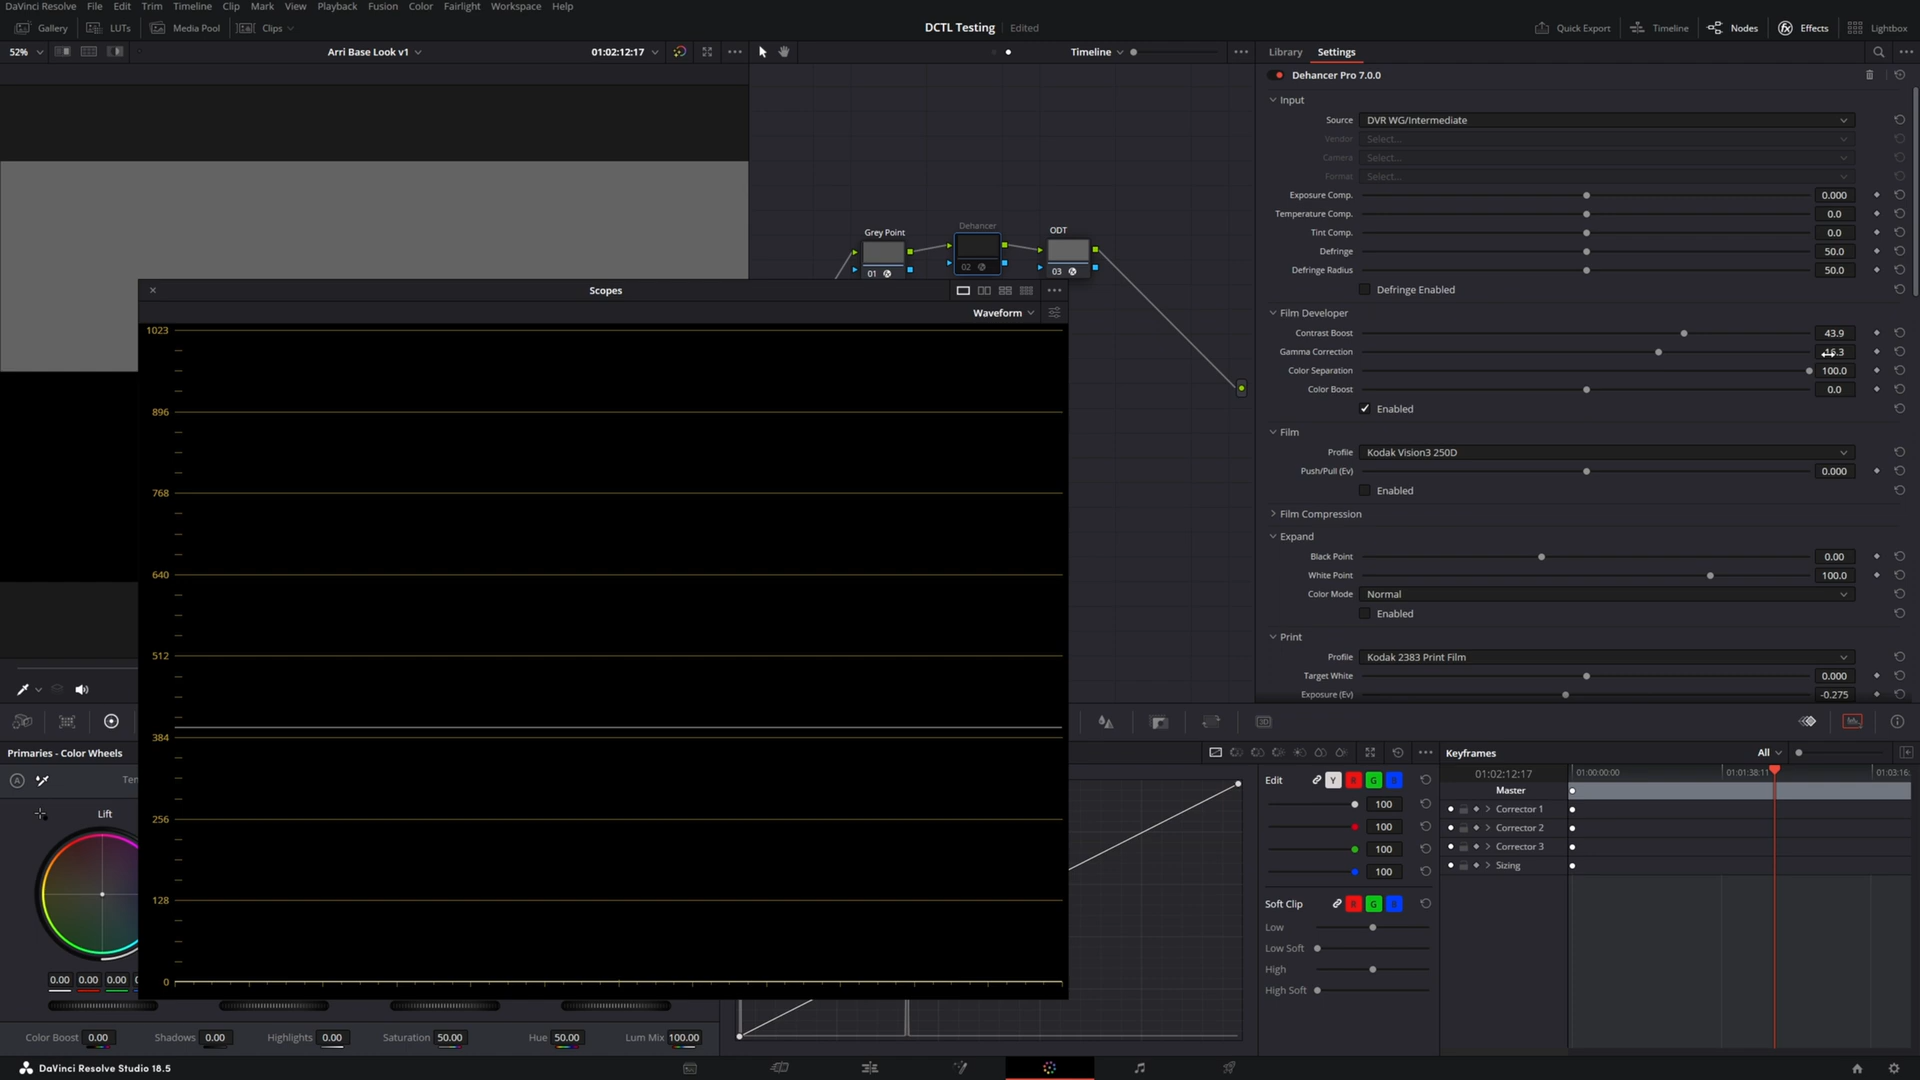 DaVinci Resolve File Edit Trim Timeline Clip Mark View Playback Fusion Color Fairlight Workspace Help
Gallery LUTs Media Pool Clips DCTL Testing Edited Quick Export Timeline Nodes Effects Lightbox
52% Arri Base Look v1 01:02:12:17 Timeline Library Settings
Dehancer Pro 7.0.0
Input
Source DVR WG/Intermediate
Vendor Select...
Camera Select...
Format Select...
Exposure Comp. 0.000
Temperature Comp. 0.0
Tint Comp. 0.0
Defringe 50.0
Defringe Radius 50.0
Defringe Enabled
Film Developer
Contrast Boost 43.9
Gamma Correction
Color Separation 100.0
Color Boost 0.0
Enabled
Film
Profile Kodak Vision3 250D
Push/Pull (Ev) 0.000
Enabled
Film Compression
Expand
Black Point 0.00
White Point 100.0
Color Mode Normal
Enabled
Print
Profile Kodak 2383 Print Film
Target White 0.000
Exposure (Ev) -0.275
Grey Point Dehancer ODT
01 02 03
Scopes
Waveform
1023
896
768
640
512
384
256
128
0
Primaries - Color Wheels
Lift
0.00 0.00 0.00
Color Boost 0.00 Shadows 0.00 Highlights 0.00 Saturation 50.00 Hue 50.00 Lum Mix 100.00
Edit Y R G B
100
100
100
100
Soft Clip R G B
Low
Low Soft
High
High Soft
Keyframes All
01:02:12:17 01:00:00:00 01:01:38:11 01:03:16:
Master
Corrector 1
Corrector 2
Corrector 3
Sizing
DaVinci Resolve Studio 18.5